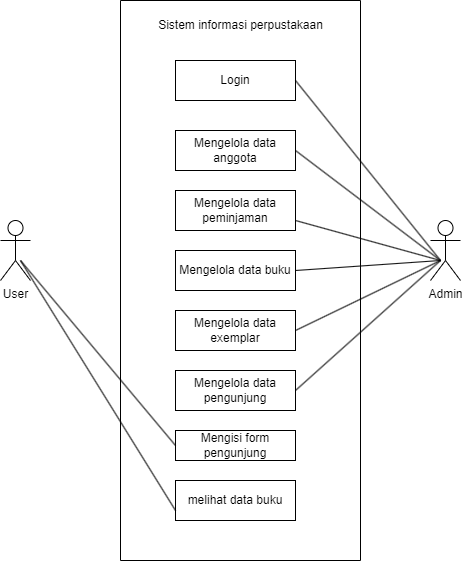 Sistem informasi perpustakaan
Login
Mengelola data
anggota
Mengelola data
peminjaman
Mengelola data buku
User
Admin
Mengelola data
exemplar
Mengelola data
pengunjung
Mengisi form
pengunjung
melihat data buku